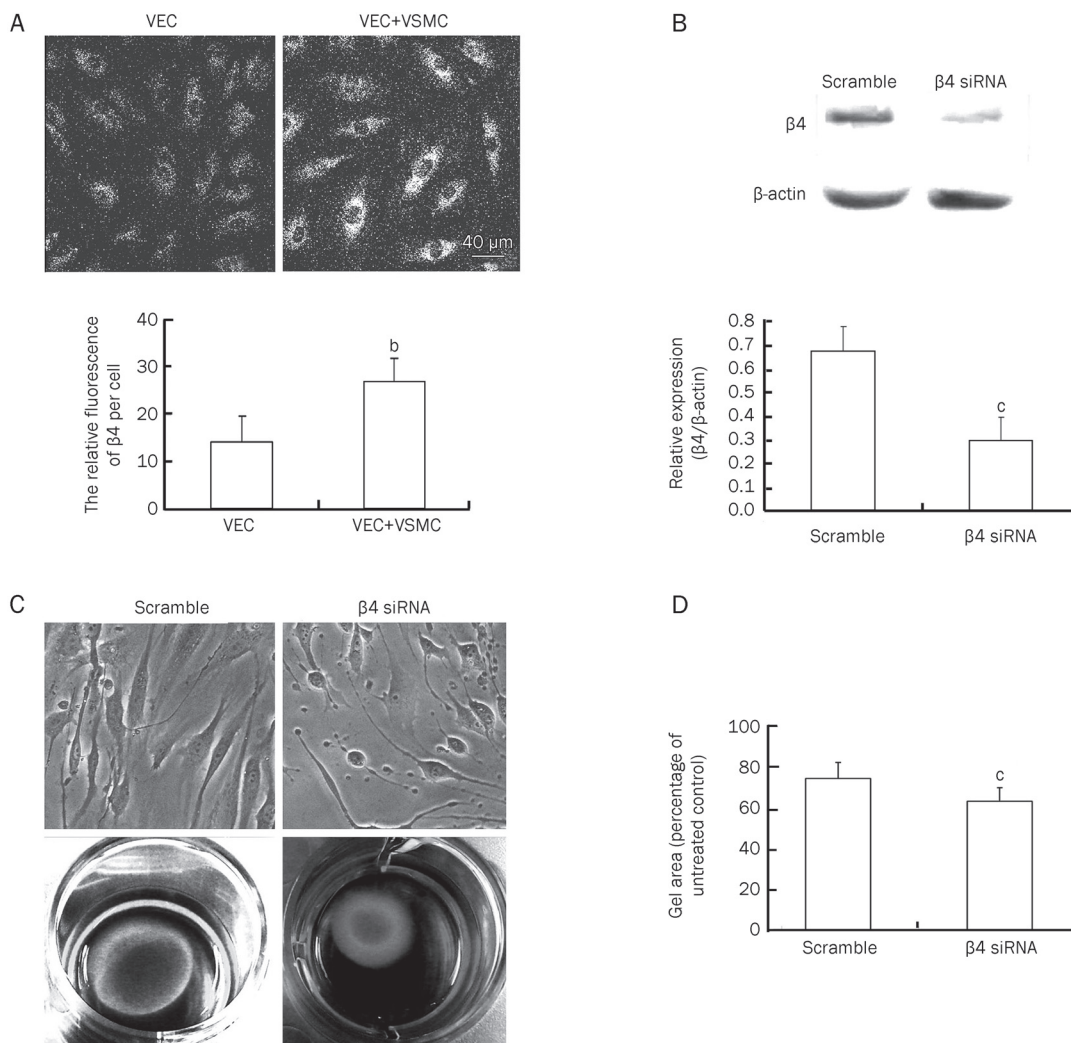 A
VEC
VEC+VSMC
40 µm
The relative fluorescence
of β4 per cell
40
30
20
10
0
b
VEC
VEC+VSMC
B
Scramble
β4 siRNA
β4
β-actin
Relative expression
(β4/β-actin)
0.8
0.7
0.6
0.5
0.4
0.3
0.2
0.1
0.0
c
Scramble
β4 siRNA
C
Scramble
β4 siRNA
D
Gel area (percentage of
untreated control)
100
80
60
40
20
0
c
Scramble
β4 siRNA